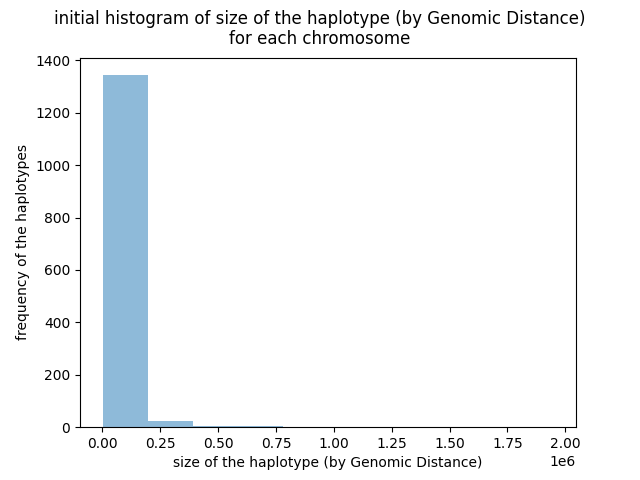 initial histogram of size of the haplotype (by Genomic Distance)
for each chromosome
1400
1200
1000
800
600
400
200
0
frequency of the haplotypes
0.00 0.25 0.50 0.75 1.00 1.25 1.50 1.75 2.00
1e6
size of the haplotype (by Genomic Distance)